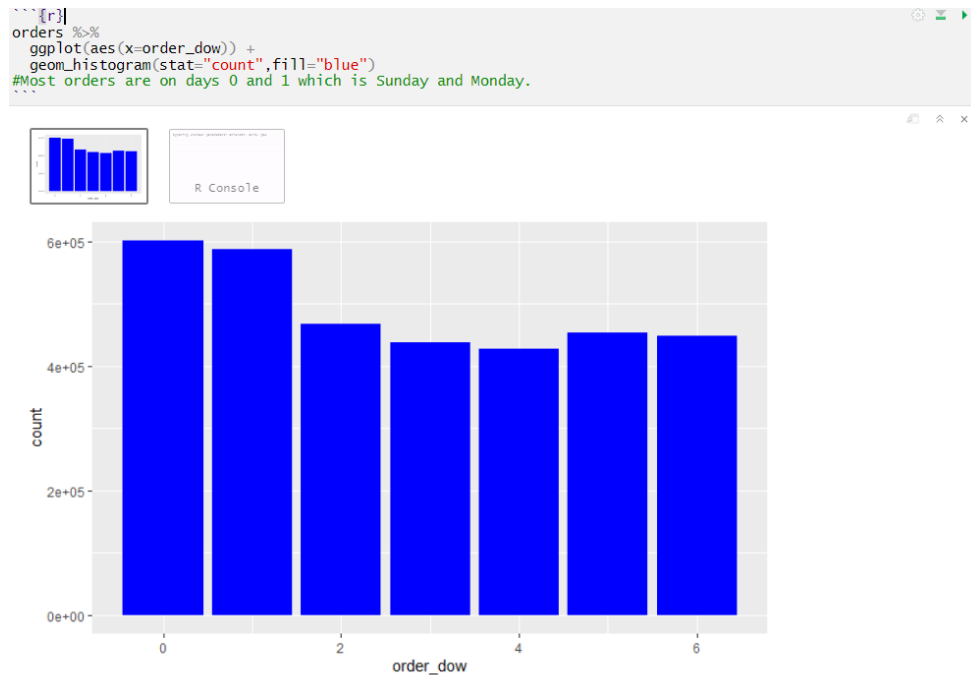 ```{r}
orders %>%
  ggplot(aes(x=order_dow)) +
  geom_histogram(stat="count",fill="blue")
#Most orders are on days 0 and 1 which is Sunday and Monday.
```
R Console
6e+05
4e+05
2e+05
0e+00
count
0 2 4 6
order_dow